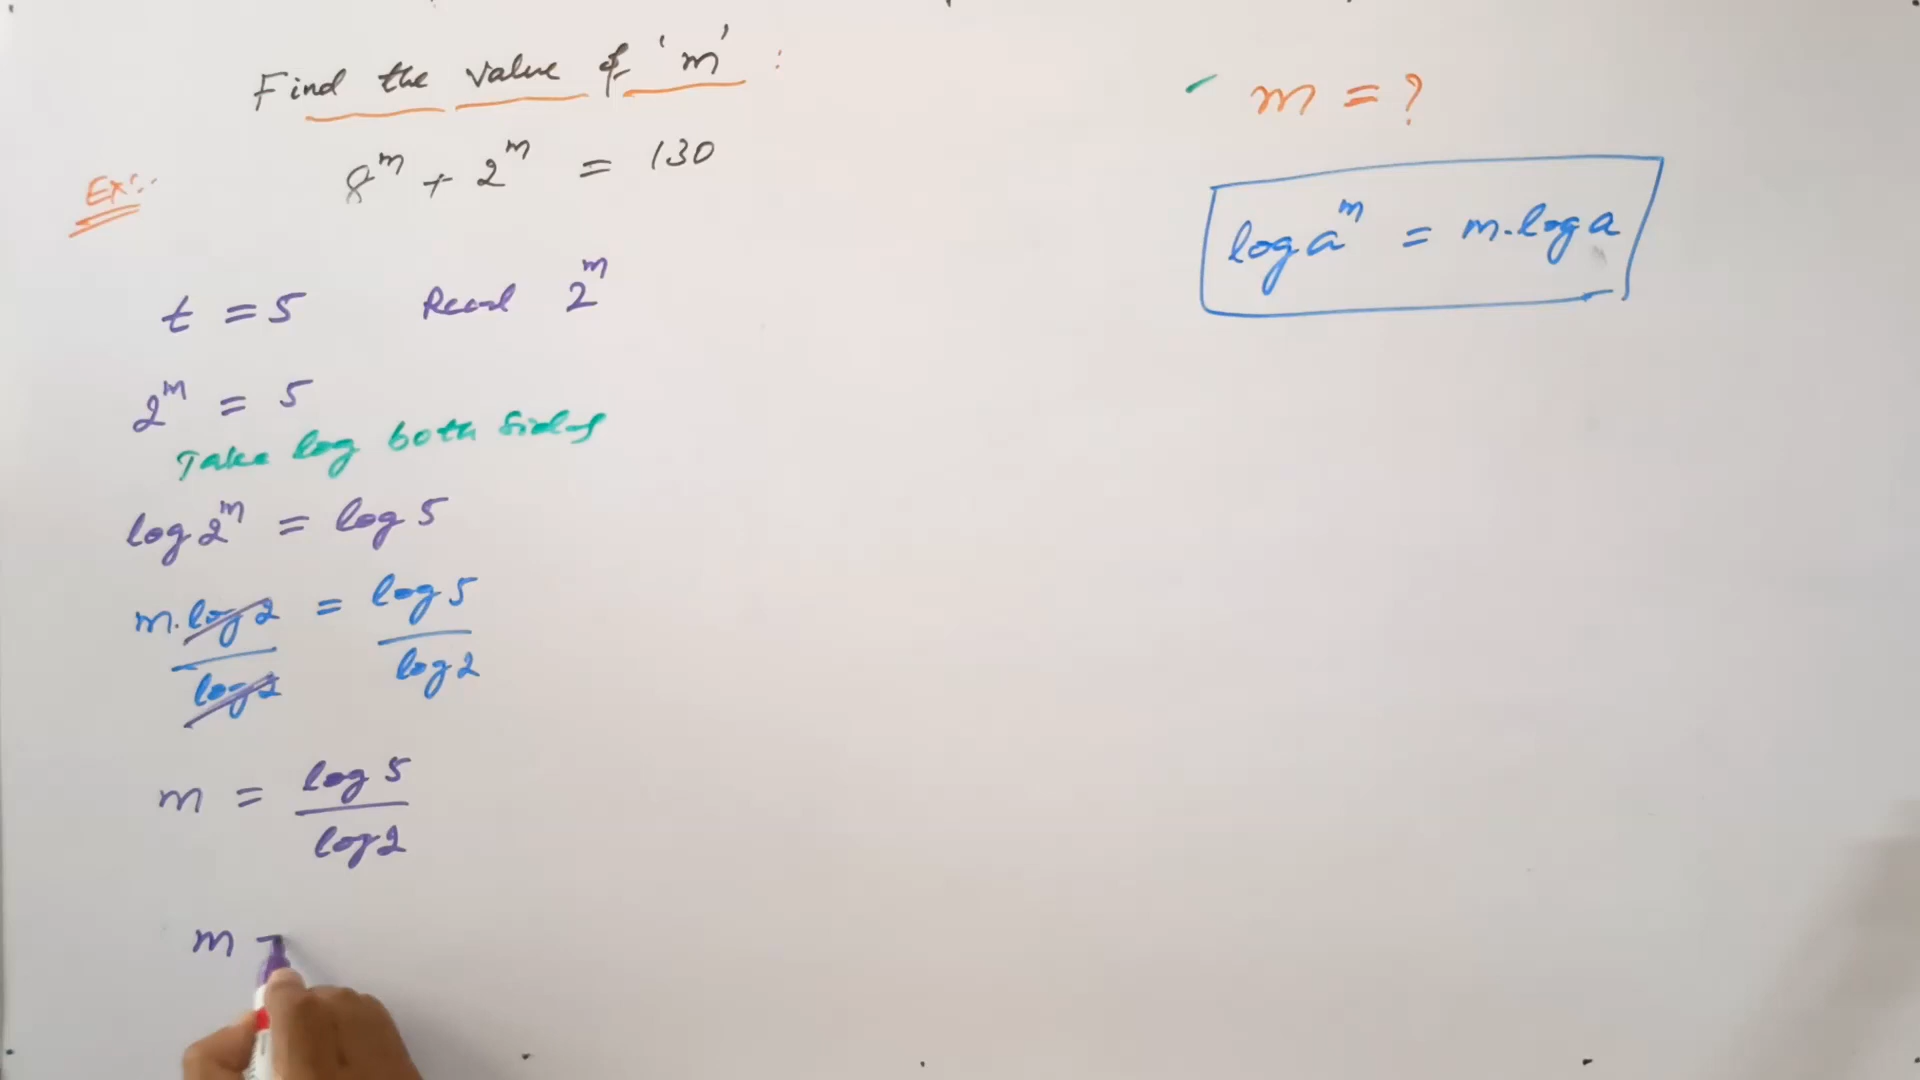 Find the value of 'm' :
Ex:-
8^m + 2^m = 130
t = 5 Recal 2^m
2^m = 5
Take log both sides
log 2^m = log 5
m. log 2 / log 2 = log 5 / log 2
m = log 5 / log 2
m
m = ?
log a^m = m. log a